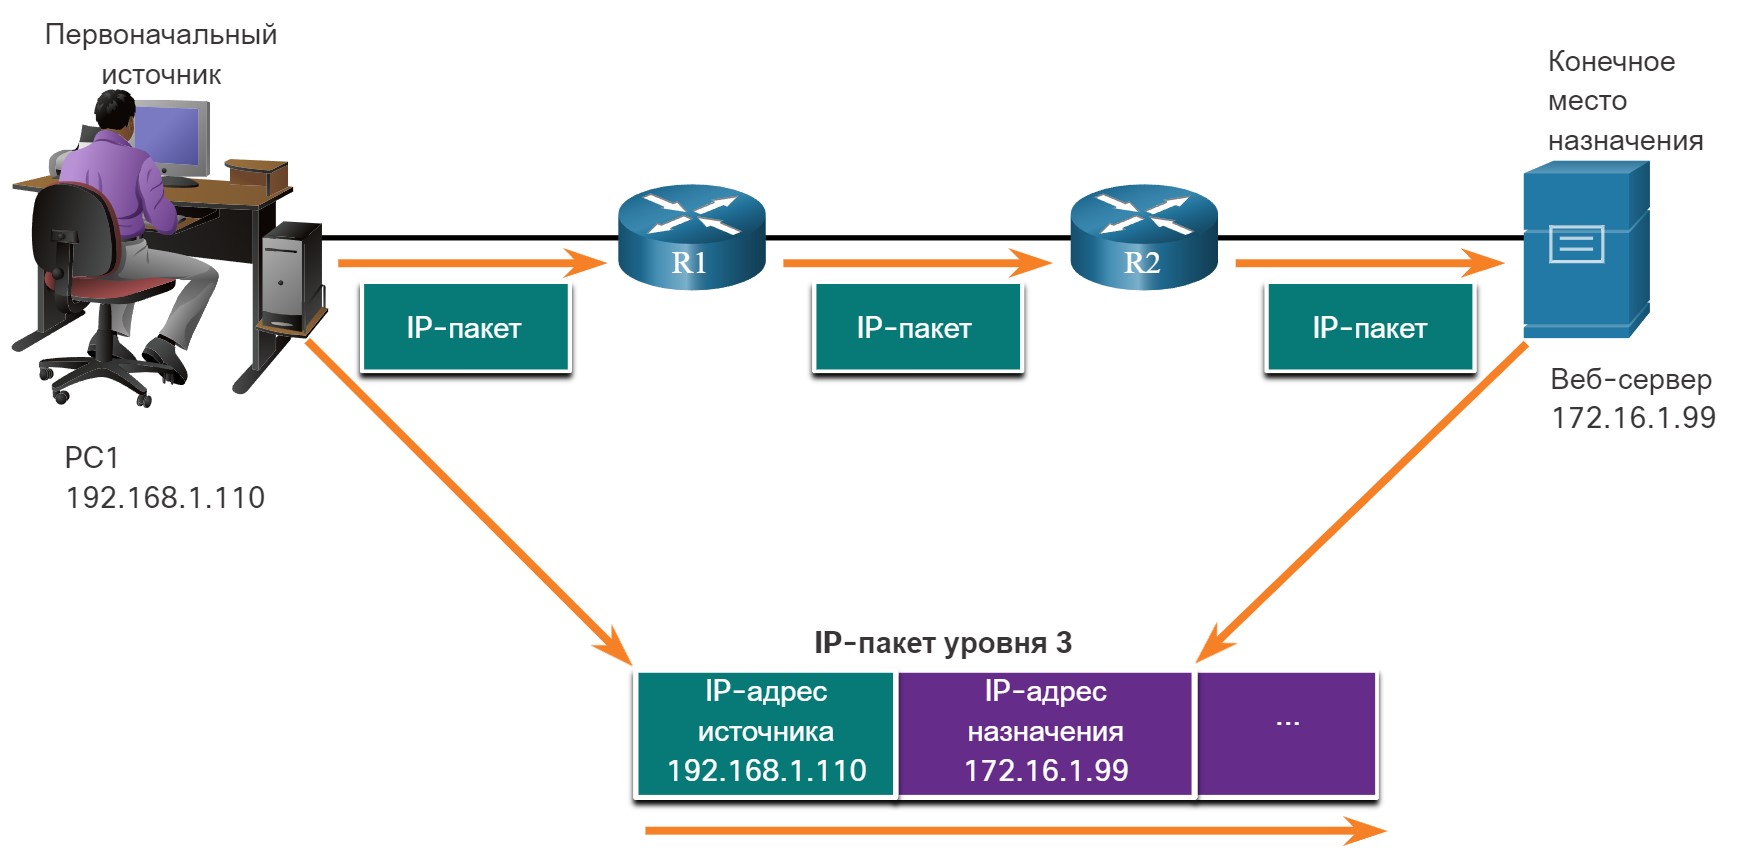 Первоначальный
источник
Конечное
место
назначения
R1
R2
IP-пакет
IP-пакет
IP-пакет
Веб-сервер
172.16.1.99
PC1
192.168.1.110
IP-пакет уровня 3
IP-адрес
источника
192.168.1.110
IP-адрес
назначения
172.16.1.99
...